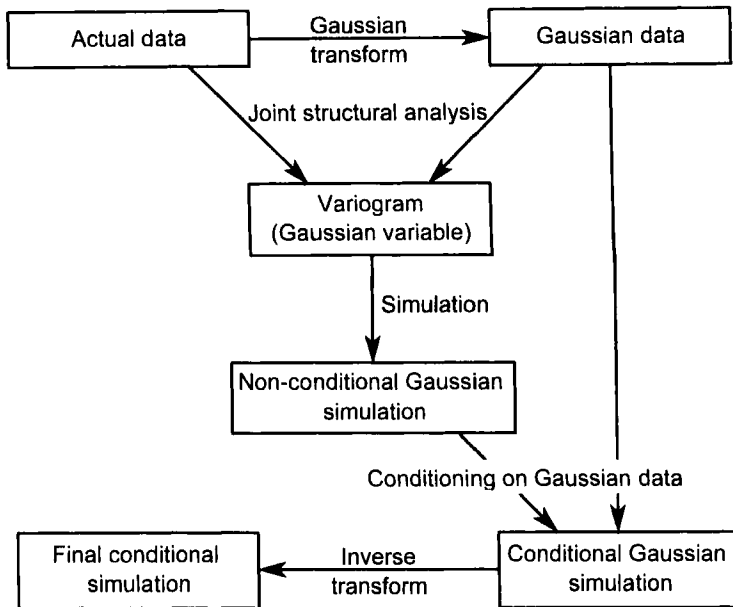 Actual data
Gaussian
transform
Gaussian data
Joint structural analysis
Variogram
(Gaussian variable)
Simulation
Non-conditional Gaussian
simulation
Conditioning on Gaussian data
Final conditional
simulation
Inverse
transform
Conditional Gaussian
simulation